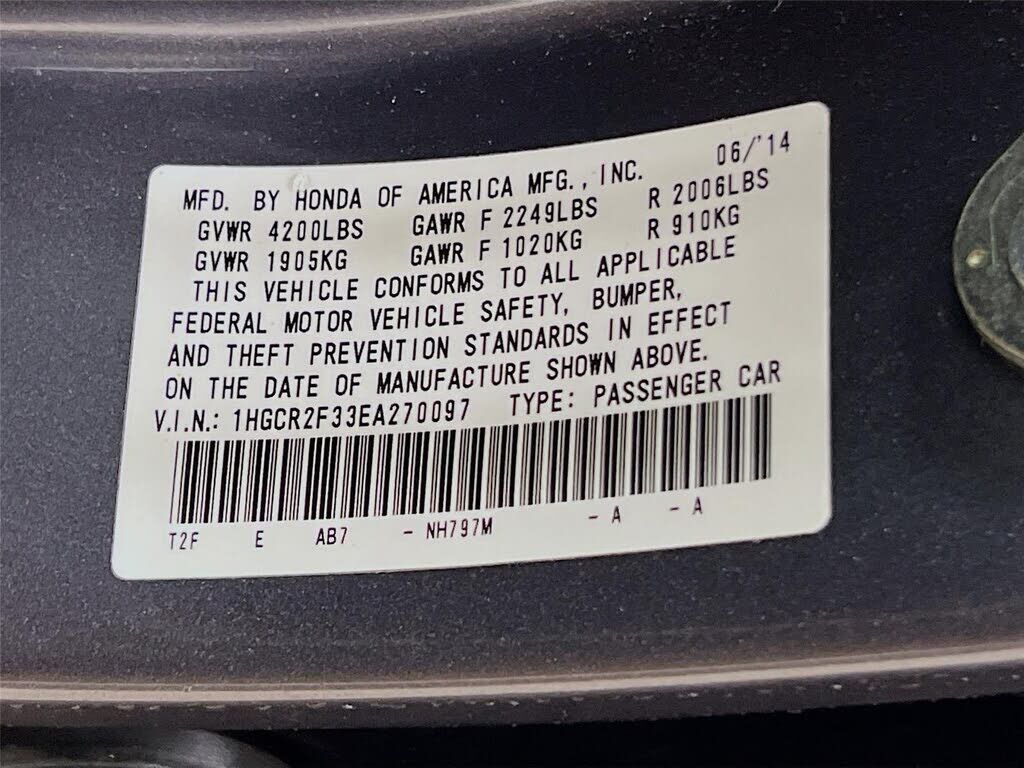 06/'14
MFD. BY HONDA OF AMERICA MFG., INC.
GVWR 4200LBS GAWR F 2249LBS R 2006LBS
GVWR 1905KG GAWR F 1020KG R 910KG
THIS VEHICLE CONFORMS TO ALL APPLICABLE
FEDERAL MOTOR VEHICLE SAFETY, BUMPER,
AND THEFT PREVENTION STANDARDS IN EFFECT
ON THE DATE OF MANUFACTURE SHOWN ABOVE.
V.I.N.: 1HGCR2F33EA270097 TYPE: PASSENGER CAR
T2F E AB7 - NH797M - A - A